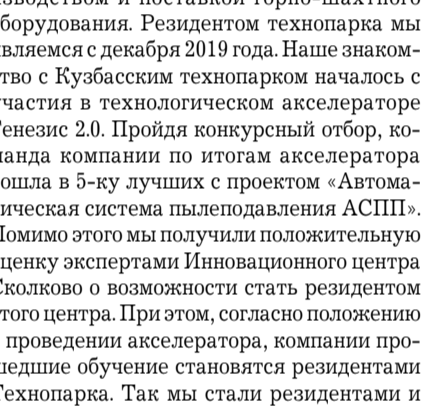 изводством и поставкой горно-шахтного
оборудования. Резидентом технопарка мы
являемся с декабря 2019 года. Наше знаком-
ство с Кузбасским технопарком началось с
участия в технологическом акселераторе
Генезис 2.0. Пройдя конкурсный отбор, ко-
манда компании по итогам акселератора
вошла в 5-ку лучших с проектом «Автома-
ическая система пылеподавления АСПП».
Помимо этого мы получили положительную
оценку экспертами Инновационного центра
Сколково о возможности стать резидентом
этого центра. При этом, согласно положению
проведении акселератора, компании про-
шедшие обучение становятся резидентами
Технопарка. Так мы стали резидентами и